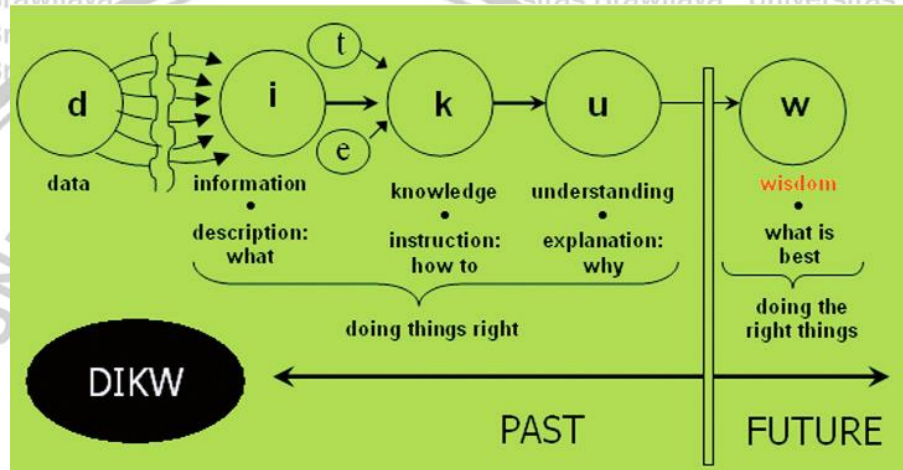 d
i
t
e
k
u
w
data
information
description:
what
knowledge
instruction:
how to
understanding
explanation:
why
wisdom
what is
best
doing things right
doing the
right things
DIKW
PAST
FUTURE